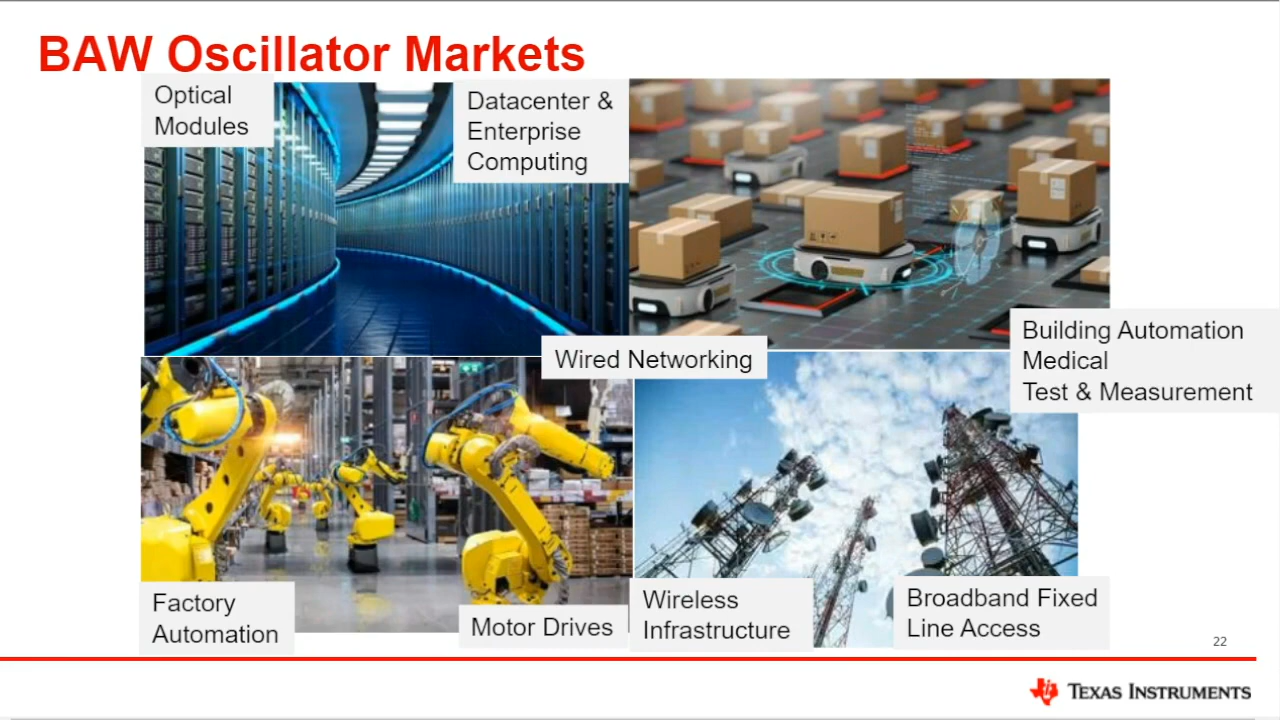 BAW Oscillator Markets
Optical
Modules
Datacenter &
Enterprise
Computing
Wired Networking
Building Automation
Medical
Test & Measurement
Factory
Automation
Motor Drives
Wireless
Infrastructure
Broadband Fixed
Line Access
22
TEXAS INSTRUMENTS